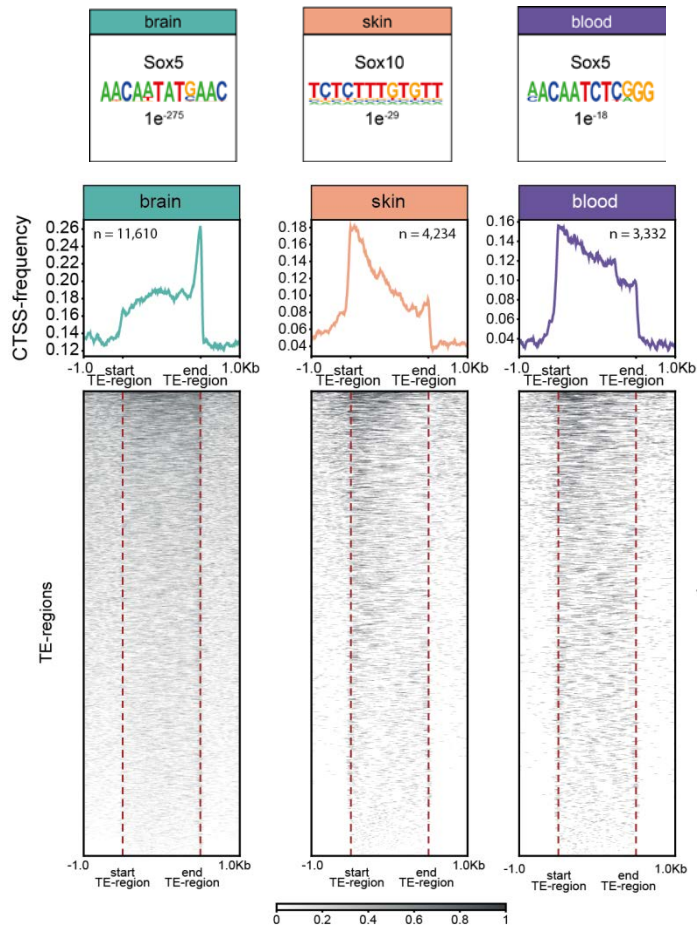 brain skin blood
Sox5 Sox10 Sox5
AACAATATGAAC TCTCTTTGTGTT AACAATCTCGGG
1e-275 1e-29 1e-18
brain skin blood
CTSS-frequency
n = 11,610
0.26
0.24
0.22
0.20
0.18
0.16
0.14
0.12
-1.0 start TE-region end TE-region 1.0Kb
n = 4,234
0.18
0.16
0.14
0.12
0.10
0.08
0.06
0.04
-1.0 start TE-region end TE-region 1.0Kb
n = 3,332
0.16
0.14
0.12
0.10
0.08
0.06
0.04
-1.0 start TE-region end TE-region 1.0Kb
TE-regions
-1.0 start TE-region end TE-region 1.0Kb
-1.0 start TE-region end TE-region 1.0Kb
-1.0 start TE-region end TE-region 1.0Kb
0 0.2 0.4 0.6 0.8 1